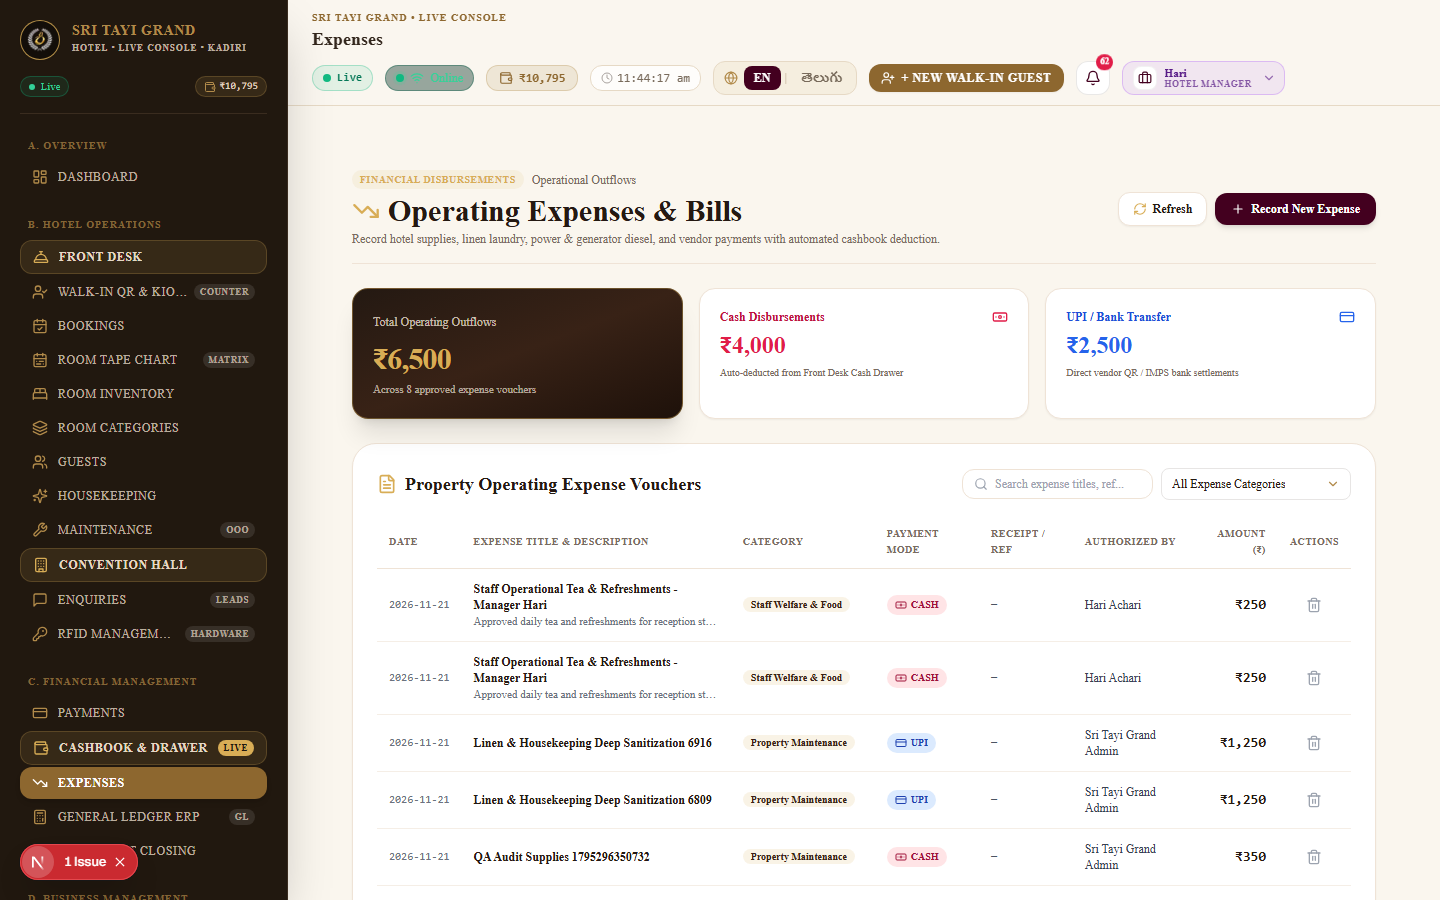 SRI TAYI GRAND
HOTEL • LIVE CONSOLE • KADIRI
Live
₹10,795
A. OVERVIEW
DASHBOARD
B. HOTEL OPERATIONS
FRONT DESK
WALK-IN QR & KIO... COUNTER
BOOKINGS
ROOM TAPE CHART MATRIX
ROOM INVENTORY
ROOM CATEGORIES
GUESTS
HOUSEKEEPING
MAINTENANCE OOO
CONVENTION HALL
ENQUIRIES LEADS
RFID MANAGEM... HARDWARE
C. FINANCIAL MANAGEMENT
PAYMENTS
CASHBOOK & DRAWER LIVE
EXPENSES
GENERAL LEDGER ERP GL
CLOSING
1 Issue
D. BUSINESS MANAGEMENT
SRI TAYI GRAND • LIVE CONSOLE
Expenses
Live
₹10,795
11:44:17 am
EN | తెలుగు
+ NEW WALK-IN GUEST
Hari
HOTEL MANAGER
FINANCIAL DISBURSEMENTS Operational Outflows
Operating Expenses & Bills
Record hotel supplies, linen laundry, power & generator diesel, and vendor payments with automated cashbook deduction.
Refresh
Record New Expense
Total Operating Outflows
₹6,500
Across 8 approved expense vouchers
Cash Disbursements
₹4,000
Auto-deducted from Front Desk Cash Drawer
UPI / Bank Transfer
₹2,500
Direct vendor QR / IMPS bank settlements
Property Operating Expense Vouchers
Search expense titles, ref...
All Expense Categories
DATE EXPENSE TITLE & DESCRIPTION CATEGORY PAYMENT MODE RECEIPT / REF AUTHORIZED BY AMOUNT (₹) ACTIONS
2026-11-21 Staff Operational Tea & Refreshments - Manager Hari Staff Welfare & Food CASH – Hari Achari ₹250
Approved daily tea and refreshments for reception st...
2026-11-21 Staff Operational Tea & Refreshments - Manager Hari Staff Welfare & Food CASH – Hari Achari ₹250
Approved daily tea and refreshments for reception st...
2026-11-21 Linen & Housekeeping Deep Sanitization 6916 Property Maintenance UPI – Sri Tayi Grand Admin ₹1,250
2026-11-21 Linen & Housekeeping Deep Sanitization 6809 Property Maintenance UPI – Sri Tayi Grand Admin ₹1,250
2026-11-21 QA Audit Supplies 1795296350732 Property Maintenance CASH – Sri Tayi Grand Admin ₹350